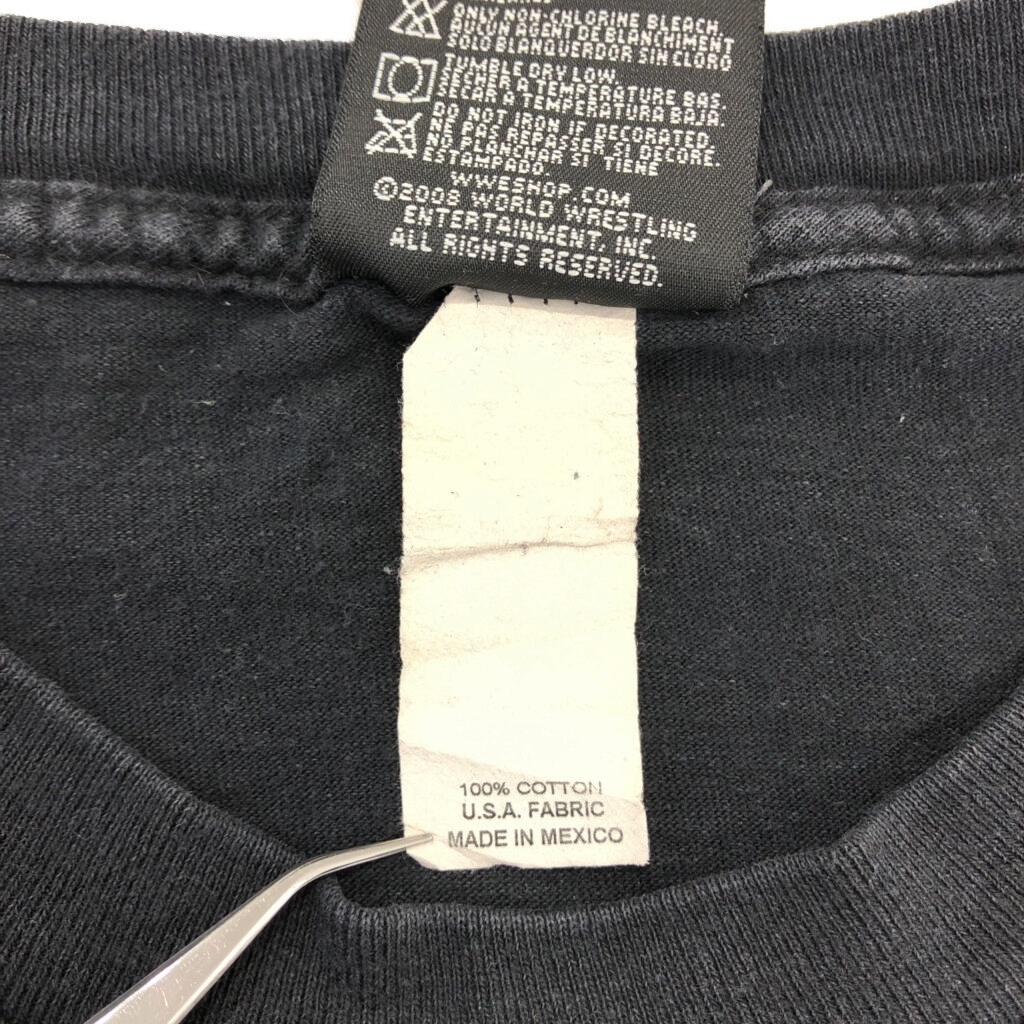 ONLY NON-CHLORINE BLEACH
AUCUN AGENT DE BLANCHIMENT
SOLO BLANQUERDOR SIN CLORO
TUMBLE DRY LOW.
SECHER A TEMPERATURE BAS.
SECAR A TEMPERATURA BAJA.
DO NOT IRON IF DECORATED.
NE PAS REPASSER SI DECORE.
NO PLANCHAR SI TIENE
ESTAMPADO.
WWESHOP.COM
©2008 WORLD WRESTLING
ENTERTAINMENT, INC.
ALL RIGHTS RESERVED.
100% COTTON
U.S.A. FABRIC
MADE IN MEXICO